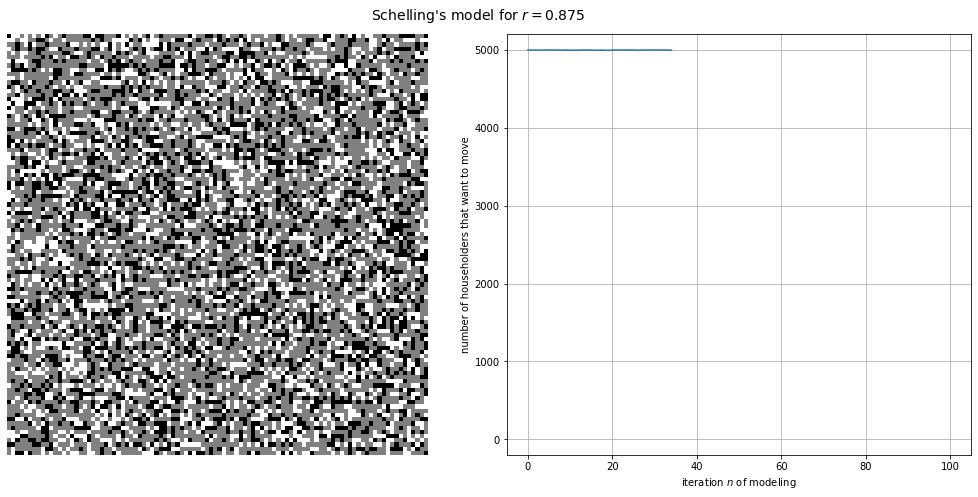 Schelling's model for r = 0.875
number of householders that want to move
5000
4000
3000
2000
1000
0
0 20 40 60 80 100
iteration n of modeling